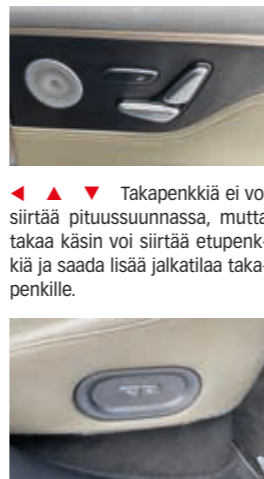 ◀ ▲ ▼ Takapenkkiä ei vo
siirtää pituussuunnassa, mutta
takaa käsin voi siirtää etupenk-
kiä ja saada lisää jalkatilaa taka-
penkille.